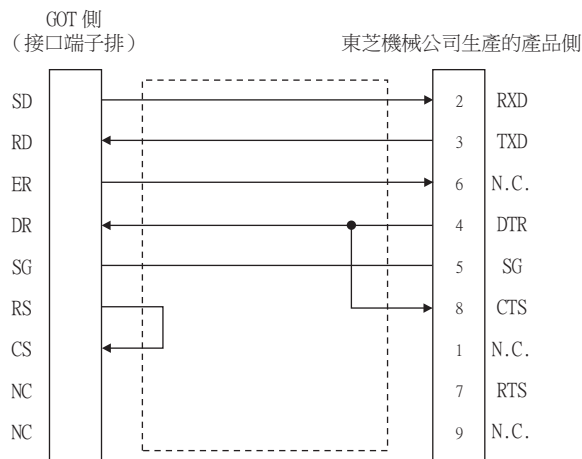 GOT 側
（接口端子排）
東芝機械公司生產的產品側
SD 2 RXD
RD 3 TXD
ER 6 N.C.
DR 4 DTR
SG 5 SG
RS 8 CTS
CS 1 N.C.
NC 7 RTS
NC 9 N.C.